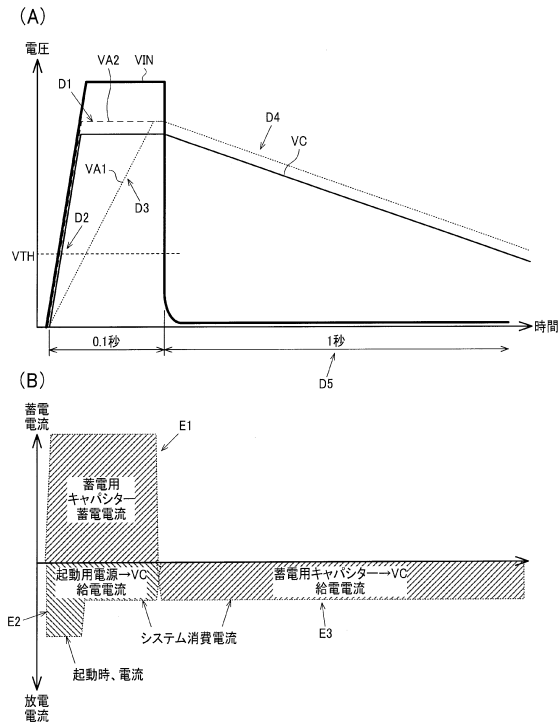 (A)
電圧
VA2
VIN
D1
D4
VC
VA1
D3
D2
VTH
時間
0.1秒
1秒
D5
(B)
蓄電
電流
E1
蓄電用
キャパシター
蓄電電流
起動用電源→VC
給電電流
蓄電用キャパシター→VC
給電電流
E2
システム消費電流
E3
起動時、電流
放電
電流